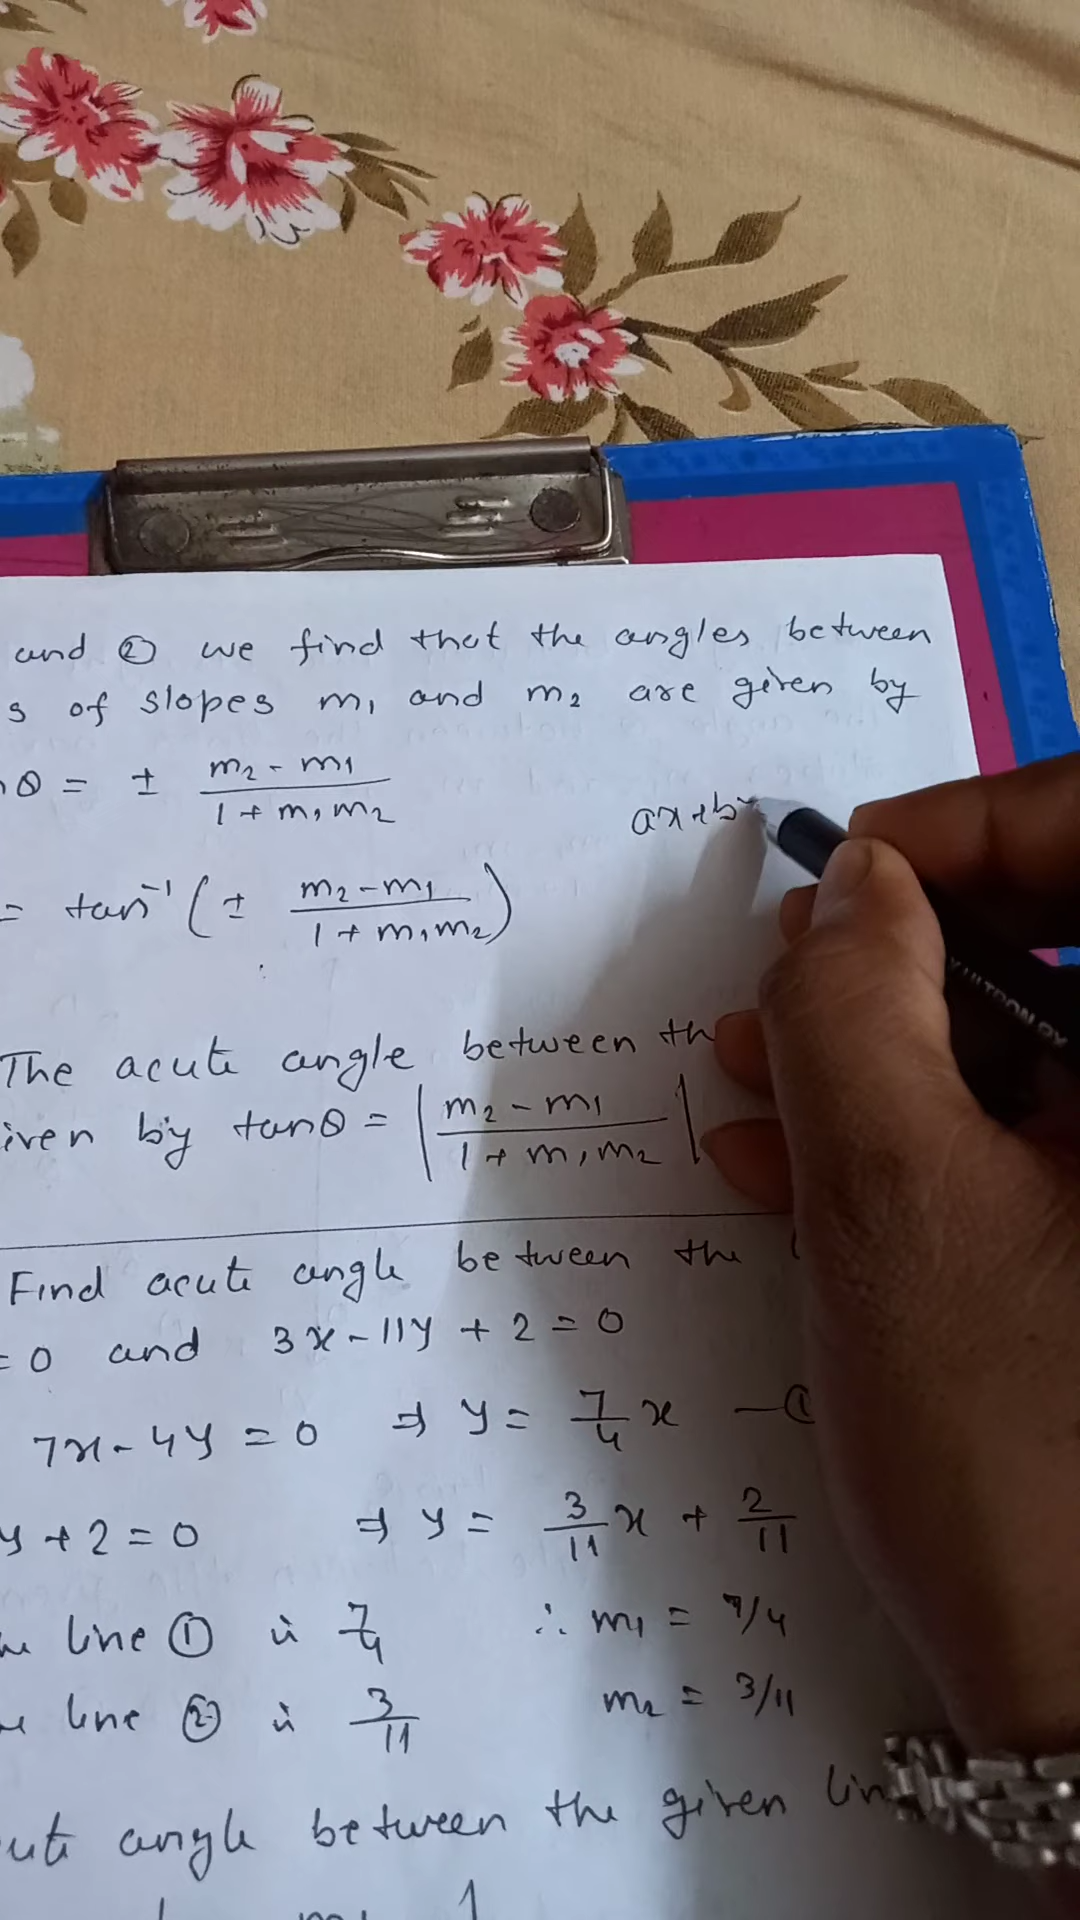 and ② we find that the angles between
s of slopes m₁ and m₂ are given by
θ = ± (m₂ - m₁)/(1 + m₁m₂)
ax+by
= tan⁻¹ (± (m₂ - m₁)/(1 + m₁m₂))
The acute angle between th
iven by tanθ = |(m₂ - m₁)/(1 + m₁m₂)|
Find acute angle between the l
= 0 and 3x - 11y + 2 = 0
7x - 4y = 0 ⇒ y = 7/4 x —①
y + 2 = 0 ⇒ y = 3/11 x + 2/11
line ① is 7/4 ∴ m₁ = 7/4
line ② is 3/11 m₂ = 3/11
ute angle between the given lin